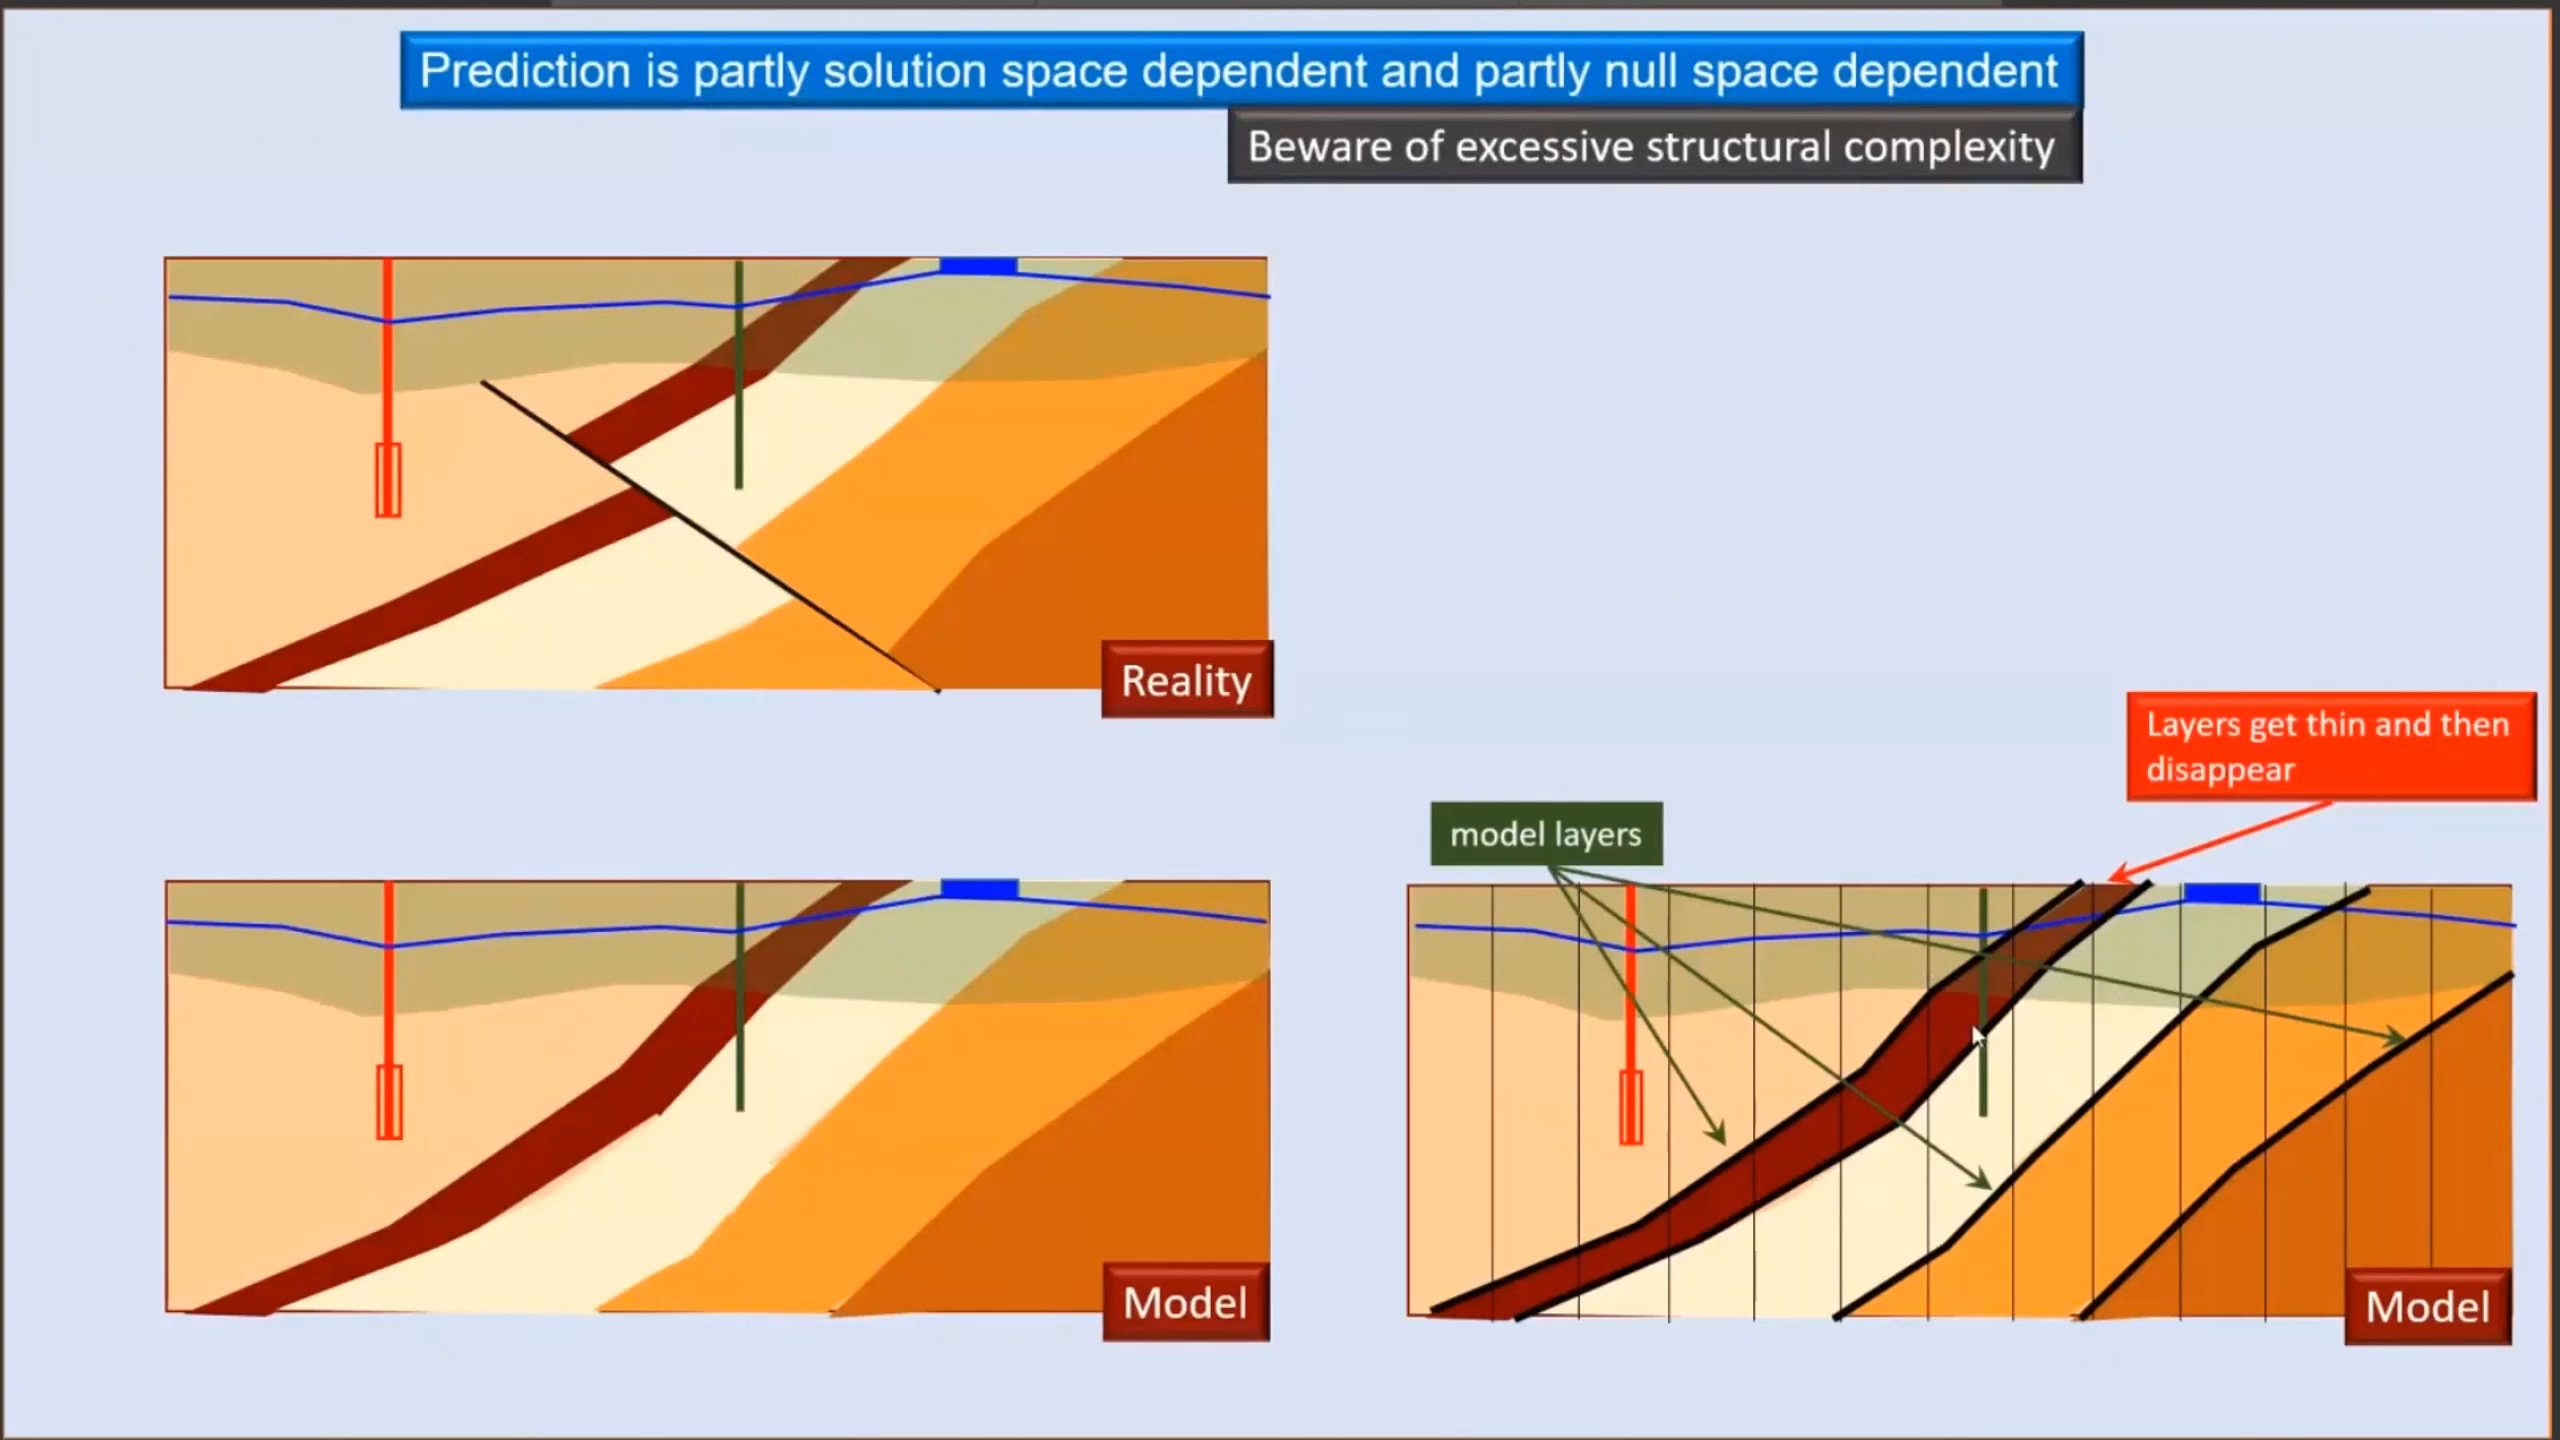 Prediction is partly solution space dependent and partly null space dependent
Beware of excessive structural complexity
Reality
Layers get thin and then
disappear
model layers
Model
Model